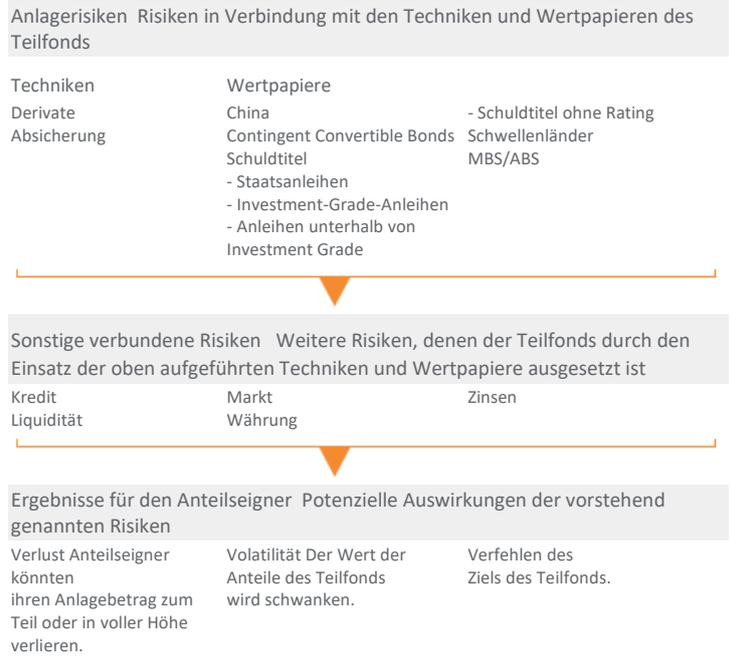 Anlagerisiken Risiken in Verbindung mit den Techniken und Wertpapieren des
Teilfonds
Techniken
Derivate
Absicherung
Wertpapiere
China
Contingent Convertible Bonds
Schuldtitel
- Staatsanleihen
- Investment-Grade-Anleihen
- Anleihen unterhalb von
Investment Grade
- Schuldtitel ohne Rating
Schwellenländer
MBS/ABS
Sonstige verbundene Risiken Weitere Risiken, denen der Teilfonds durch den
Einsatz der oben aufgeführten Techniken und Wertpapiere ausgesetzt ist
Kredit
Liquidität
Markt
Währung
Zinsen
Ergebnisse für den Anteilseigner Potenzielle Auswirkungen der vorstehend
genannten Risiken
Verlust Anteilseigner
könnten
ihren Anlagebetrag zum
Teil oder in voller Höhe
verlieren.
Volatilität Der Wert der
Anteile des Teilfonds
wird schwanken.
Verfehlen des
Ziels des Teilfonds.